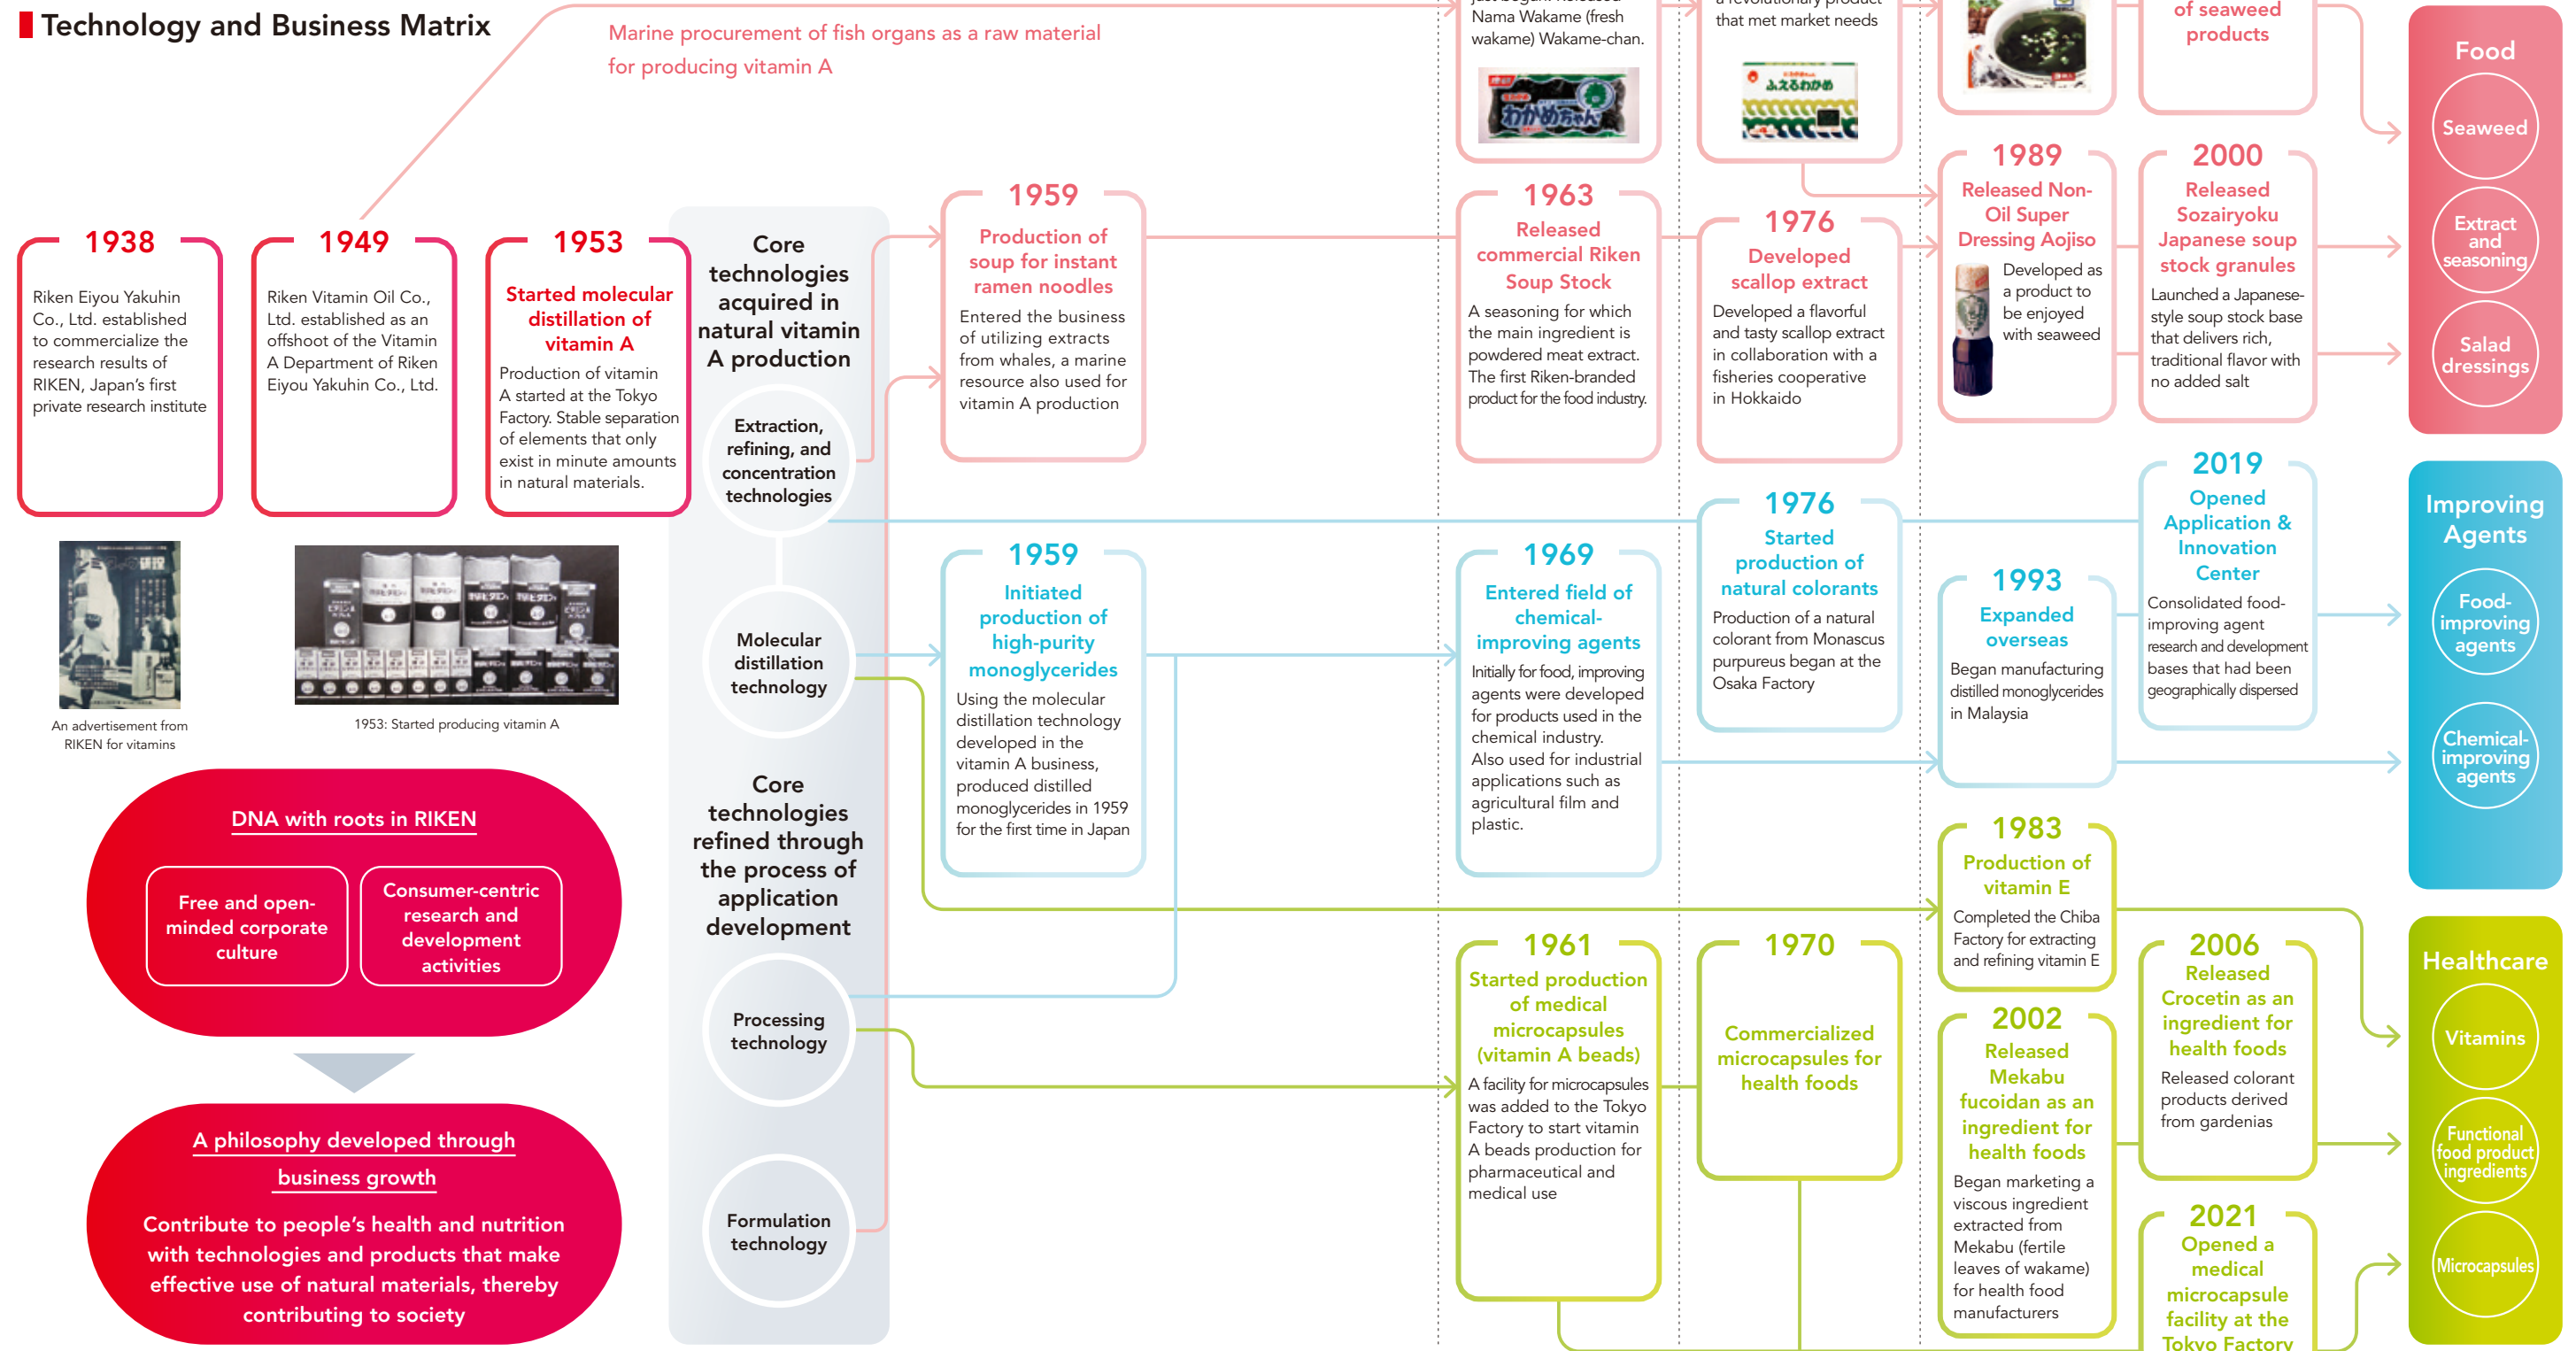 Technology and Business Matrix
Marine procurement of fish organs as a raw material
for producing vitamin A
Nama Wakame (fresh
wakame) Wakame-chan.
わかめちゃん
that met market needs
ふえるわかめ
of seaweed
products
1938
Riken Eiyou Yakuhin
Co., Ltd. established
to commercialize the
research results of
RIKEN, Japan's first
private research institute
1949
Riken Vitamin Oil Co.,
Ltd. established as an
offshoot of the Vitamin
A Department of Riken
Eiyou Yakuhin Co., Ltd.
1953
Started molecular
distillation of
vitamin A
Production of vitamin
A started at the Tokyo
Factory. Stable separation
of elements that only
exist in minute amounts
in natural materials.
An advertisement from
RIKEN for vitamins
1953: Started producing vitamin A
DNA with roots in RIKEN
Free and open-
minded corporate
culture
Consumer-centric
research and
development
activities
A philosophy developed through
business growth
Contribute to people's health and nutrition
with technologies and products that make
effective use of natural materials, thereby
contributing to society
Core
technologies
acquired in
natural vitamin
A production
Extraction,
refining, and
concentration
technologies
Molecular
distillation
technology
Core
technologies
refined through
the process of
application
development
Processing
technology
Formulation
technology
1959
Production of
soup for instant
ramen noodles
Entered the business
of utilizing extracts
from whales, a marine
resource also used for
vitamin A production
1963
Released
commercial Riken
Soup Stock
A seasoning for which
the main ingredient is
powdered meat extract.
The first Riken-branded
product for the food industry.
1976
Developed
scallop extract
Developed a flavorful
and tasty scallop extract
in collaboration with a
fisheries cooperative
in Hokkaido
1989
Released Non-
Oil Super
Dressing Aojiso
Developed as
a product to
be enjoyed
with seaweed
2000
Released
Sozairyoku
Japanese soup
stock granules
Launched a Japanese-
style soup stock base
that delivers rich,
traditional flavor with
no added salt
1959
Initiated
production of
high-purity
monoglycerides
Using the molecular
distillation technology
developed in the
vitamin A business,
produced distilled
monoglycerides in 1959
for the first time in Japan
1969
Entered field of
chemical-
improving agents
Initially for food, improving
agents were developed
for products used in the
chemical industry.
Also used for industrial
applications such as
agricultural film and
plastic.
1976
Started
production of
natural colorants
Production of a natural
colorant from Monascus
purpureus began at the
Osaka Factory
1993
Expanded
overseas
Began manufacturing
distilled monoglycerides
in Malaysia
2019
Opened
Application &
Innovation
Center
Consolidated food-
improving agent
research and development
bases that had been
geographically dispersed
1961
Started production
of medical
microcapsules
(vitamin A beads)
A facility for microcapsules
was added to the Tokyo
Factory to start vitamin
A beads production for
pharmaceutical and
medical use
1970
Commercialized
microcapsules for
health foods
1983
Production of
vitamin E
Completed the Chiba
Factory for extracting
and refining vitamin E
2002
Released
Mekabu
fucoidan as an
ingredient for
health foods
Began marketing a
viscous ingredient
extracted from
Mekabu (fertile
leaves of wakame)
for health food
manufacturers
2006
Released
Crocetin as an
ingredient for
health foods
Released colorant
products derived
from gardenias
2021
Opened a
medical
microcapsule
facility at the
Tokyo Factory
Food
Seaweed
Extract
and
seasoning
Salad
dressings
Improving
Agents
Food-
improving
agents
Chemical-
improving
agents
Healthcare
Vitamins
Functional
food product
ingredients
Microcapsules